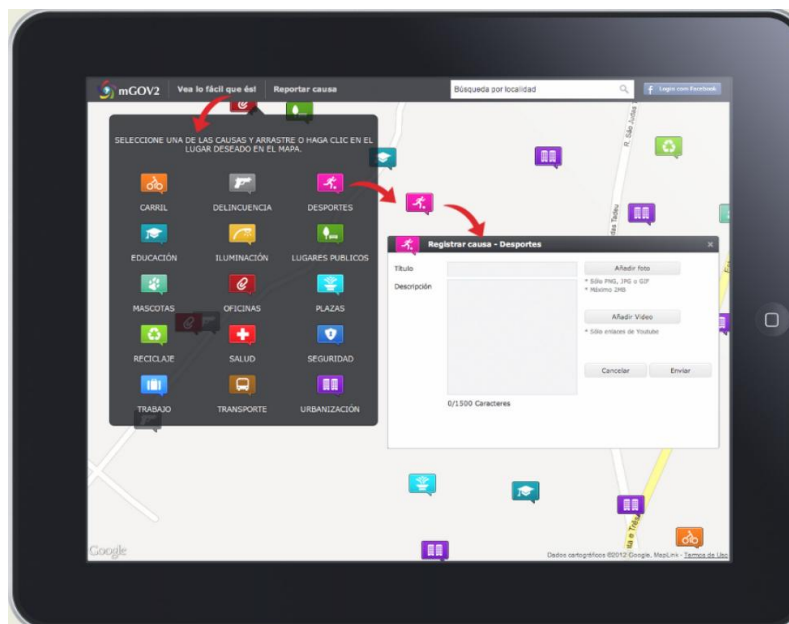 mGOV2
Vea lo fácil que és!
Reportar causa
Búsqueda por localidad
Login com Facebook
SELECCIONE UNA DE LAS CAUSAS Y ARRASTRE O HAGA CLIC EN EL
LUGAR DESEADO EN EL MAPA.
CARRIL
DELINCUENCIA
DESPORTES
EDUCACIÓN
ILUMINACIÓN
LUGARES PUBLICOS
MASCOTAS
OFICINAS
PLAZAS
RECICLAJE
SALUD
SEGURIDAD
TRABAJO
TRANSPORTE
URBANIZACIÓN
R. São Judas T
das Tadeu
Registrar causa - Desportes
Título
Descripción
0/1500 Caracteres
Añadir foto
* Sólo PNG, JPG o GIF
* Máximo 2MB
Añadir Video
* Sólo enlaces de Youtube
Cancelar
Enviar
Google
Dados cartográficos ©2012 Google, MapLink - Termos de Uso